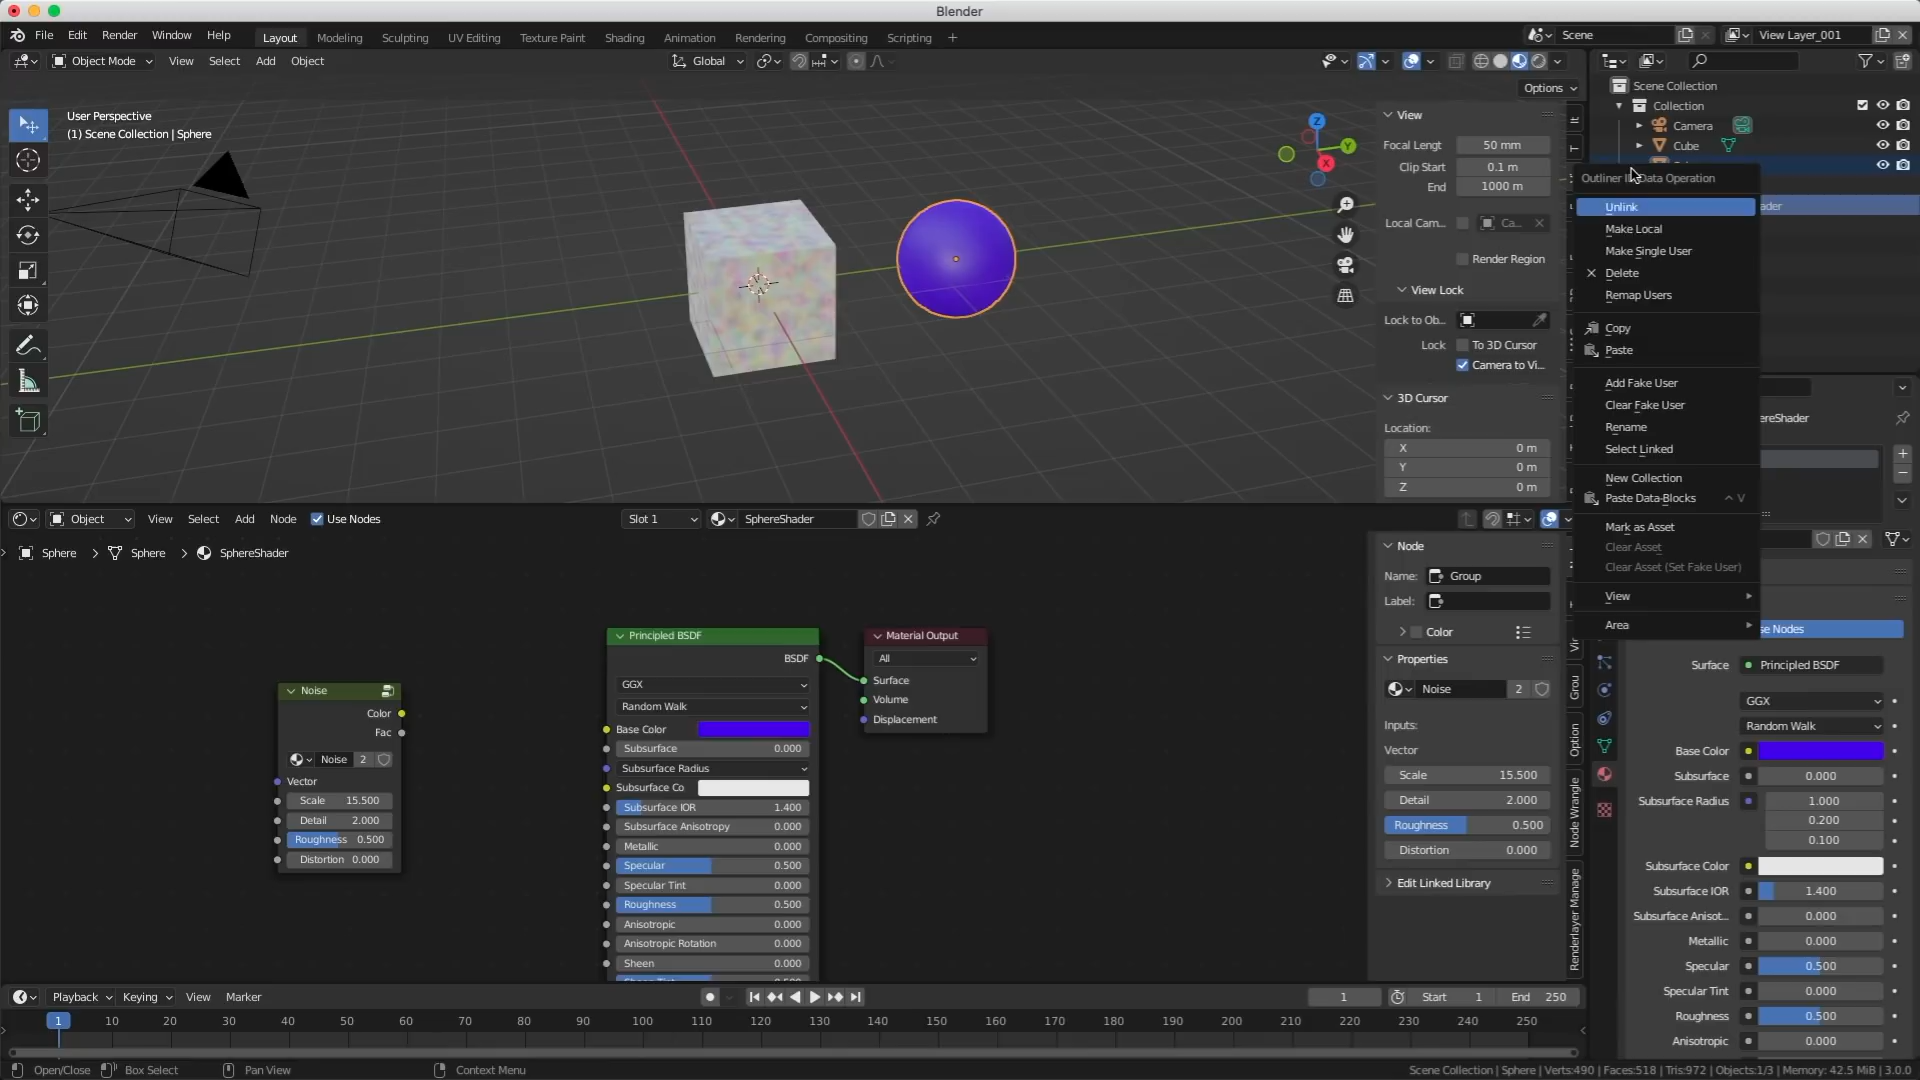 Blender
File Edit Render Window Help Layout Modeling Sculpting UV Editing Texture Paint Shading Animation Rendering Compositing Scripting + Scene View Layer_001
Object Mode View Select Add Object Global
Options
User Perspective
(1) Scene Collection | Sphere
Z
Y
X
View
Focal Lengt 50 mm
Clip Start 0.1 m
End 1000 m
Local Cam... Ca...
Render Region
View Lock
Lock to Ob...
Lock To 3D Cursor
Camera to Vi...
3D Cursor
Location:
X 0 m
Y 0 m
Z 0 m
Scene Collection
Collection
Camera
Cube
Outliner ID Data Operation
Unlink
Make Local
Make Single User
Delete
Remap Users
Copy
Paste
Add Fake User
Clear Fake User
Rename
Select Linked
New Collection
Paste Data-Blocks ^ V
Mark as Asset
Clear Asset
Clear Asset (Set Fake User)
View
Area
ader
ereShader
Object View Select Add Node Use Nodes Slot 1 SphereShader
Sphere > Sphere > SphereShader
Noise
Color
Fac
Noise 2
Vector
Scale 15.500
Detail 2.000
Roughness 0.500
Distortion 0.000
Principled BSDF
BSDF
GGX
Random Walk
Base Color
Subsurface 0.000
Subsurface Radius
Subsurface Co
Subsurface IOR 1.400
Subsurface Anisotropy 0.000
Metallic 0.000
Specular 0.500
Specular Tint 0.000
Roughness 0.500
Anisotropic 0.000
Anisotropic Rotation 0.000
Sheen 0.000
Material Output
All
Surface
Volume
Displacement
Node
Name: Group
Label:
Color
Properties
Noise 2
Inputs:
Vector
Scale 15.500
Detail 2.000
Roughness 0.500
Distortion 0.000
Edit Linked Library
Grou
Option
Node Wrangle
Renderlayer Manage
se Nodes
Surface Principled BSDF
GGX
Random Walk
Base Color
Subsurface 0.000
Subsurface Radius 1.000
0.200
0.100
Subsurface Color
Subsurface IOR 1.400
Subsurface Anisot... 0.000
Metallic 0.000
Specular 0.500
Specular Tint 0.000
Roughness 0.500
Anisotropic 0.000
Playback Keying View Marker 1 Start 1 End 250
1 10 20 30 40 50 60 70 80 90 100 110 120 130 140 150 160 170 180 190 200 210 220 230 240 250
Open/Close Box Select Pan View Context Menu Scene Collection | Sphere | Verts:490 | Faces:518 | Tris:972 | Objects:1/3 | Memory: 42.5 MiB | 3.0.0